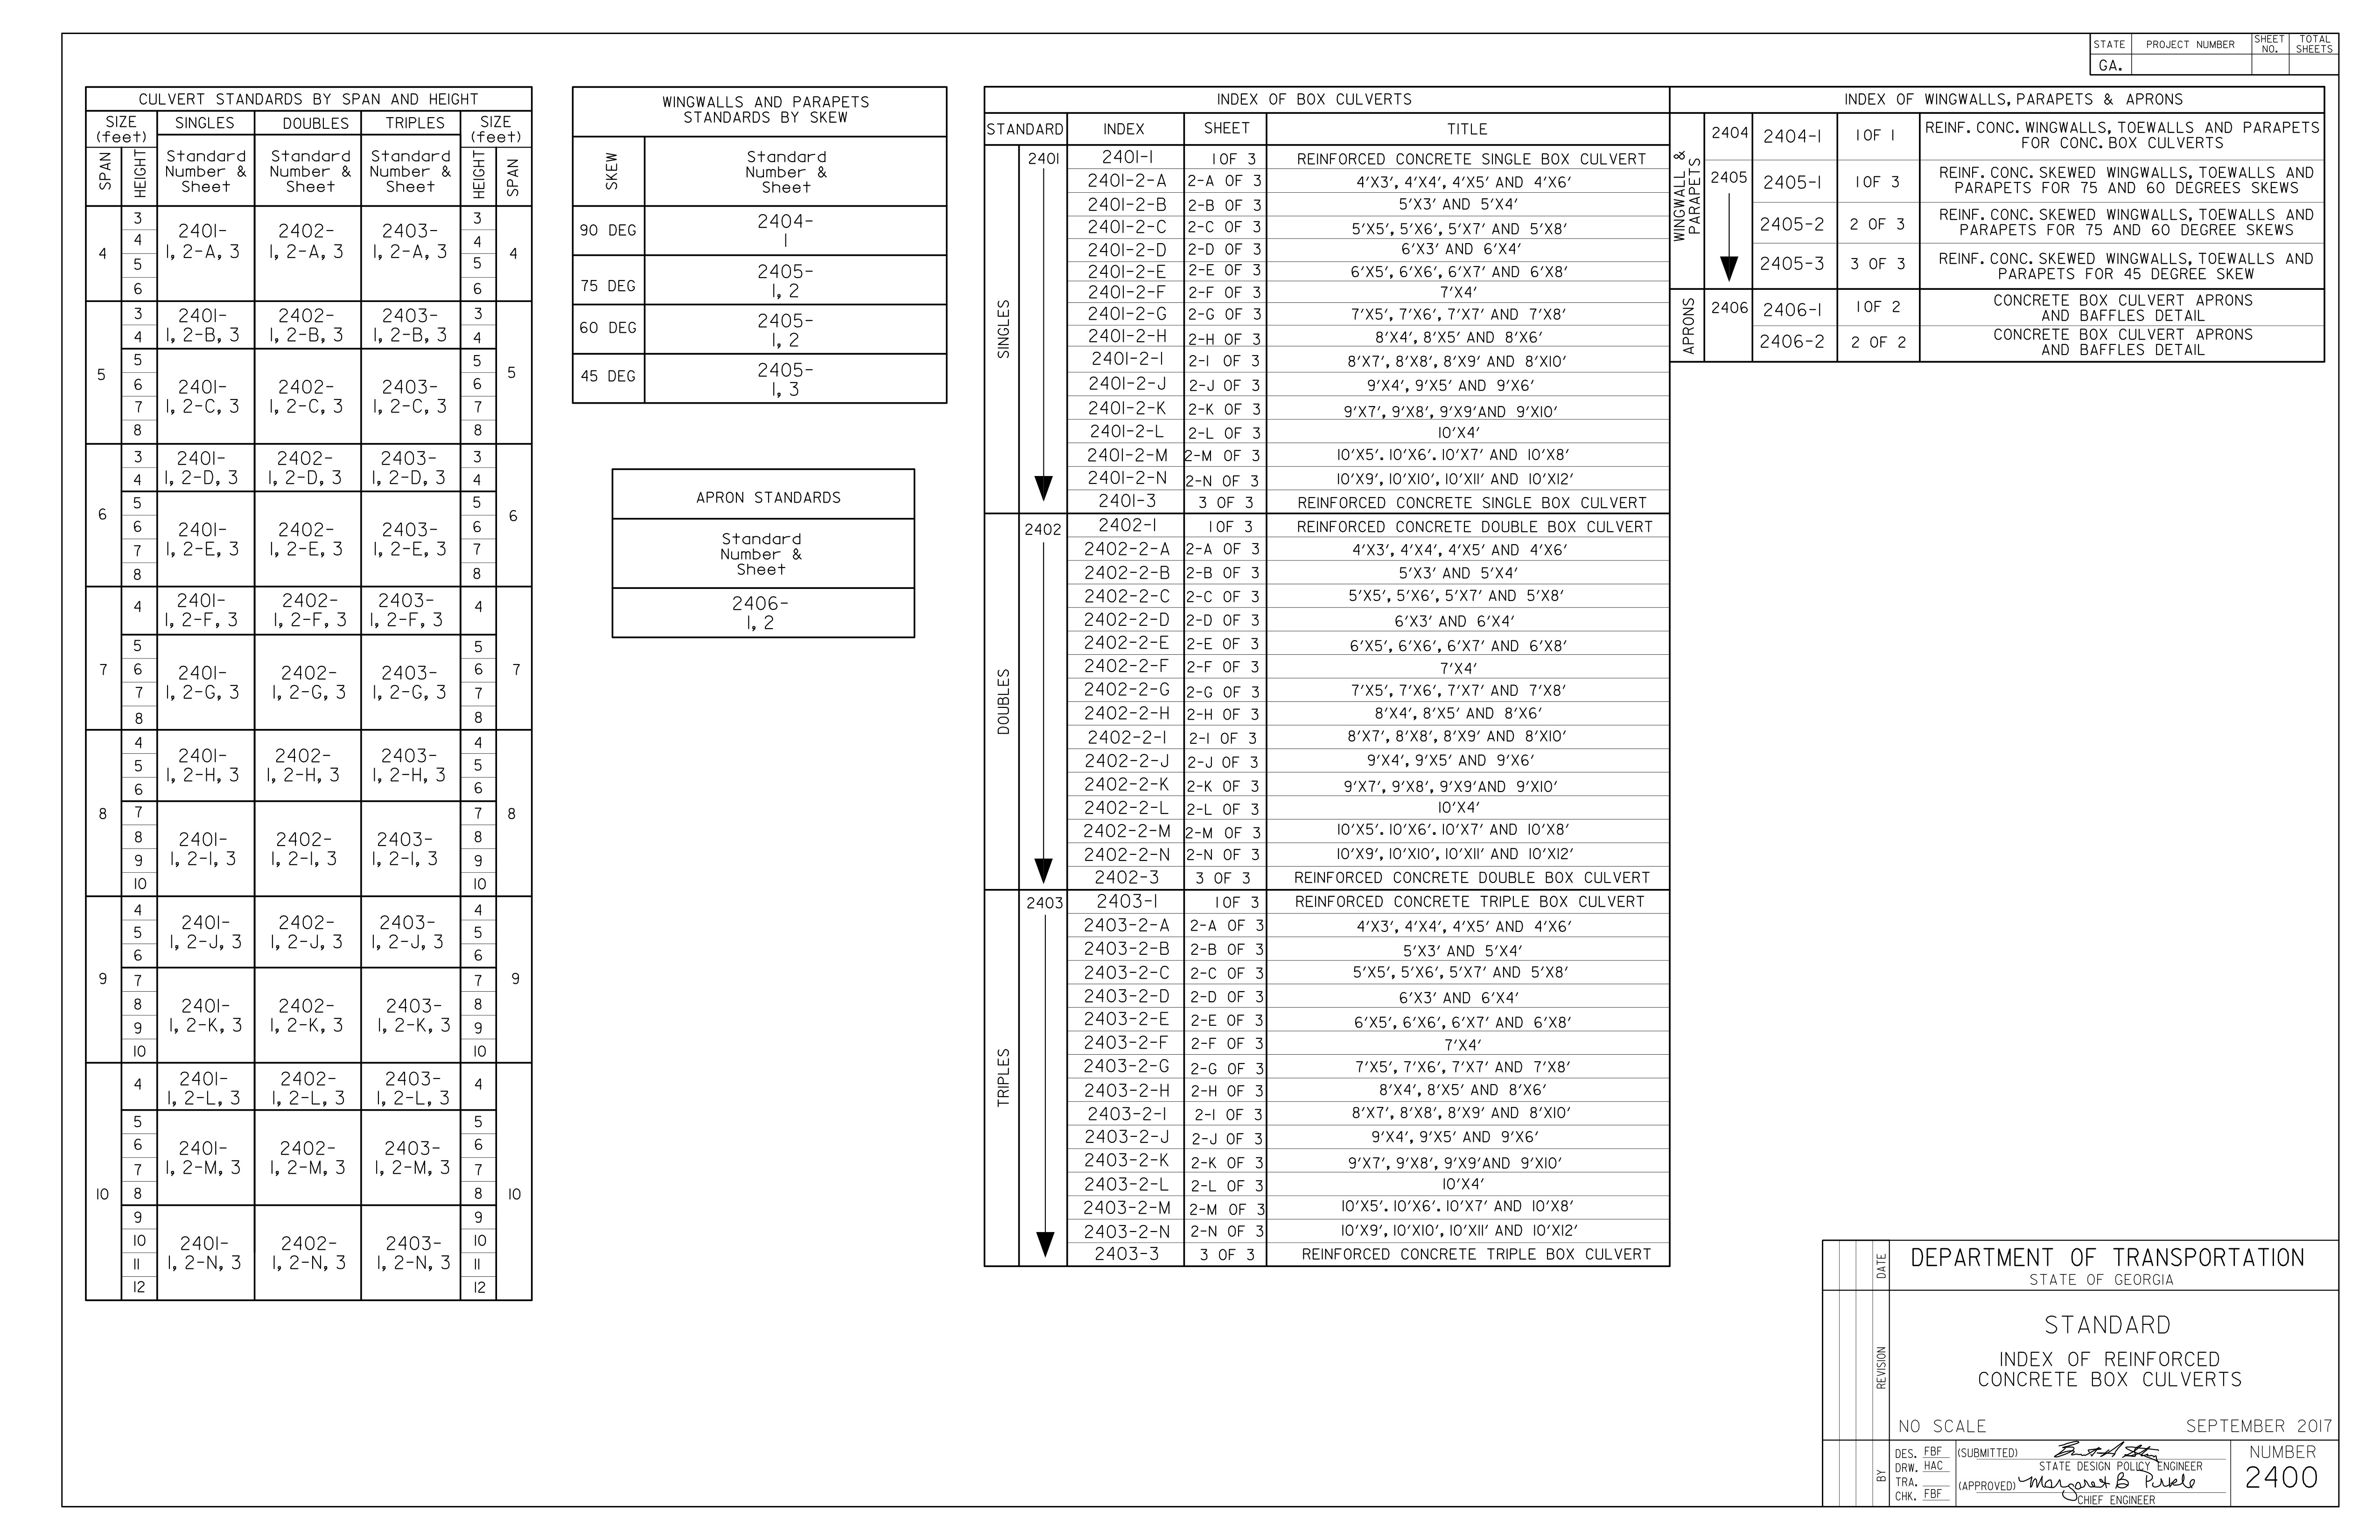 STATE PROJECT NUMBER SHEET NO. TOTAL SHEETS
GA.
CULVERT STANDARDS BY SPAN AND HEIGHT
SIZE (feet) SINGLES DOUBLES TRIPLES SIZE (feet)
SPAN HEIGHT Standard Number & Sheet Standard Number & Sheet Standard Number & Sheet HEIGHT SPAN
4 3 4 5 6 2401- 1, 2-A, 3 2402- 1, 2-A, 3 2403- 1, 2-A, 3 3 4 5 6 4
5 3 4 2401- 1, 2-B, 3 2402- 1, 2-B, 3 2403- 1, 2-B, 3 3 4 5
5 6 7 8 2401- 1, 2-C, 3 2402- 1, 2-C, 3 2403- 1, 2-C, 3 5 6 7 8
6 3 4 2401- 1, 2-D, 3 2402- 1, 2-D, 3 2403- 1, 2-D, 3 3 4 6
5 6 7 8 2401- 1, 2-E, 3 2402- 1, 2-E, 3 2403- 1, 2-E, 3 5 6 7 8
7 4 2401- 1, 2-F, 3 2402- 1, 2-F, 3 2403- 1, 2-F, 3 4 7
5 6 7 8 2401- 1, 2-G, 3 2402- 1, 2-G, 3 2403- 1, 2-G, 3 5 6 7 8
8 4 5 6 2401- 1, 2-H, 3 2402- 1, 2-H, 3 2403- 1, 2-H, 3 4 5 6 8
7 8 9 10 2401- 1, 2-I, 3 2402- 1, 2-I, 3 2403- 1, 2-I, 3 7 8 9 10
9 4 5 6 2401- 1, 2-J, 3 2402- 1, 2-J, 3 2403- 1, 2-J, 3 4 5 6 9
7 8 9 10 2401- 1, 2-K, 3 2402- 1, 2-K, 3 2403- 1, 2-K, 3 7 8 9 10
10 4 2401- 1, 2-L, 3 2402- 1, 2-L, 3 2403- 1, 2-L, 3 4 10
5 6 7 8 2401- 1, 2-M, 3 2402- 1, 2-M, 3 2403- 1, 2-M, 3 5 6 7 8
9 10 11 12 2401- 1, 2-N, 3 2402- 1, 2-N, 3 2403- 1, 2-N, 3 9 10 11 12
WINGWALLS AND PARAPETS
STANDARDS BY SKEW
SKEW Standard Number & Sheet
90 DEG 2404- 1
75 DEG 2405- 1, 2
60 DEG 2405- 1, 2
45 DEG 2405- 1, 3
APRON STANDARDS
Standard
Number &
Sheet
2406-
1, 2
INDEX OF BOX CULVERTS
STANDARD INDEX SHEET TITLE
SINGLES
2401 2401-1 1 OF 3 REINFORCED CONCRETE SINGLE BOX CULVERT
2401-2-A 2-A OF 3 4'X3', 4'X4', 4'X5' AND 4'X6'
2401-2-B 2-B OF 3 5'X3' AND 5'X4'
2401-2-C 2-C OF 3 5'X5', 5'X6', 5'X7' AND 5'X8'
2401-2-D 2-D OF 3 6'X3' AND 6'X4'
2401-2-E 2-E OF 3 6'X5', 6'X6', 6'X7' AND 6'X8'
2401-2-F 2-F OF 3 7'X4'
2401-2-G 2-G OF 3 7'X5', 7'X6', 7'X7' AND 7'X8'
2401-2-H 2-H OF 3 8'X4', 8'X5' AND 8'X6'
2401-2-I 2-I OF 3 8'X7', 8'X8', 8'X9' AND 8'X10'
2401-2-J 2-J OF 3 9'X4', 9'X5' AND 9'X6'
2401-2-K 2-K OF 3 9'X7', 9'X8', 9'X9'AND 9'X10'
2401-2-L 2-L OF 3 10'X4'
2401-2-M 2-M OF 3 10'X5'. 10'X6'. 10'X7' AND 10'X8'
2401-2-N 2-N OF 3 10'X9', 10'X10', 10'X11' AND 10'X12'
2401-3 3 OF 3 REINFORCED CONCRETE SINGLE BOX CULVERT
DOUBLES
2402 2402-1 1 OF 3 REINFORCED CONCRETE DOUBLE BOX CULVERT
2402-2-A 2-A OF 3 4'X3', 4'X4', 4'X5' AND 4'X6'
2402-2-B 2-B OF 3 5'X3' AND 5'X4'
2402-2-C 2-C OF 3 5'X5', 5'X6', 5'X7' AND 5'X8'
2402-2-D 2-D OF 3 6'X3' AND 6'X4'
2402-2-E 2-E OF 3 6'X5', 6'X6', 6'X7' AND 6'X8'
2402-2-F 2-F OF 3 7'X4'
2402-2-G 2-G OF 3 7'X5', 7'X6', 7'X7' AND 7'X8'
2402-2-H 2-H OF 3 8'X4', 8'X5' AND 8'X6'
2402-2-I 2-I OF 3 8'X7', 8'X8', 8'X9' AND 8'X10'
2402-2-J 2-J OF 3 9'X4', 9'X5' AND 9'X6'
2402-2-K 2-K OF 3 9'X7', 9'X8', 9'X9'AND 9'X10'
2402-2-L 2-L OF 3 10'X4'
2402-2-M 2-M OF 3 10'X5'. 10'X6'. 10'X7' AND 10'X8'
2402-2-N 2-N OF 3 10'X9', 10'X10', 10'X11' AND 10'X12'
2402-3 3 OF 3 REINFORCED CONCRETE DOUBLE BOX CULVERT
TRIPLES
2403 2403-1 1 OF 3 REINFORCED CONCRETE TRIPLE BOX CULVERT
2403-2-A 2-A OF 3 4'X3', 4'X4', 4'X5' AND 4'X6'
2403-2-B 2-B OF 3 5'X3' AND 5'X4'
2403-2-C 2-C OF 3 5'X5', 5'X6', 5'X7' AND 5'X8'
2403-2-D 2-D OF 3 6'X3' AND 6'X4'
2403-2-E 2-E OF 3 6'X5', 6'X6', 6'X7' AND 6'X8'
2403-2-F 2-F OF 3 7'X4'
2403-2-G 2-G OF 3 7'X5', 7'X6', 7'X7' AND 7'X8'
2403-2-H 2-H OF 3 8'X4', 8'X5' AND 8'X6'
2403-2-I 2-I OF 3 8'X7', 8'X8', 8'X9' AND 8'X10'
2403-2-J 2-J OF 3 9'X4', 9'X5' AND 9'X6'
2403-2-K 2-K OF 3 9'X7', 9'X8', 9'X9'AND 9'X10'
2403-2-L 2-L OF 3 10'X4'
2403-2-M 2-M OF 3 10'X5'. 10'X6'. 10'X7' AND 10'X8'
2403-2-N 2-N OF 3 10'X9', 10'X10', 10'X11' AND 10'X12'
2403-3 3 OF 3 REINFORCED CONCRETE TRIPLE BOX CULVERT
INDEX OF WINGWALLS, PARAPETS & APRONS
WINGWALL & PARAPETS
2404 2404-1 1 OF 1 REINF. CONC. WINGWALLS, TOEWALLS AND PARAPETS
FOR CONC. BOX CULVERTS
2405 2405-1 1 OF 3 REINF. CONC. SKEWED WINGWALLS, TOEWALLS AND
PARAPETS FOR 75 AND 60 DEGREES SKEWS
2405-2 2 OF 3 REINF. CONC. SKEWED WINGWALLS, TOEWALLS AND
PARAPETS FOR 75 AND 60 DEGREE SKEWS
2405-3 3 OF 3 REINF. CONC. SKEWED WINGWALLS, TOEWALLS AND
PARAPETS FOR 45 DEGREE SKEW
APRONS
2406 2406-1 1 OF 2 CONCRETE BOX CULVERT APRONS
AND BAFFLES DETAIL
2406-2 2 OF 2 CONCRETE BOX CULVERT APRONS
AND BAFFLES DETAIL
DATE
REVISION
BY
DEPARTMENT OF TRANSPORTATION
STATE OF GEORGIA
STANDARD
INDEX OF REINFORCED
CONCRETE BOX CULVERTS
NO SCALE SEPTEMBER 2017
DES. FBF
DRW. HAC
TRA.
CHK. FBF
(SUBMITTED)
STATE DESIGN POLICY ENGINEER
(APPROVED) Margaret B Pirkle
CHIEF ENGINEER
NUMBER
2400